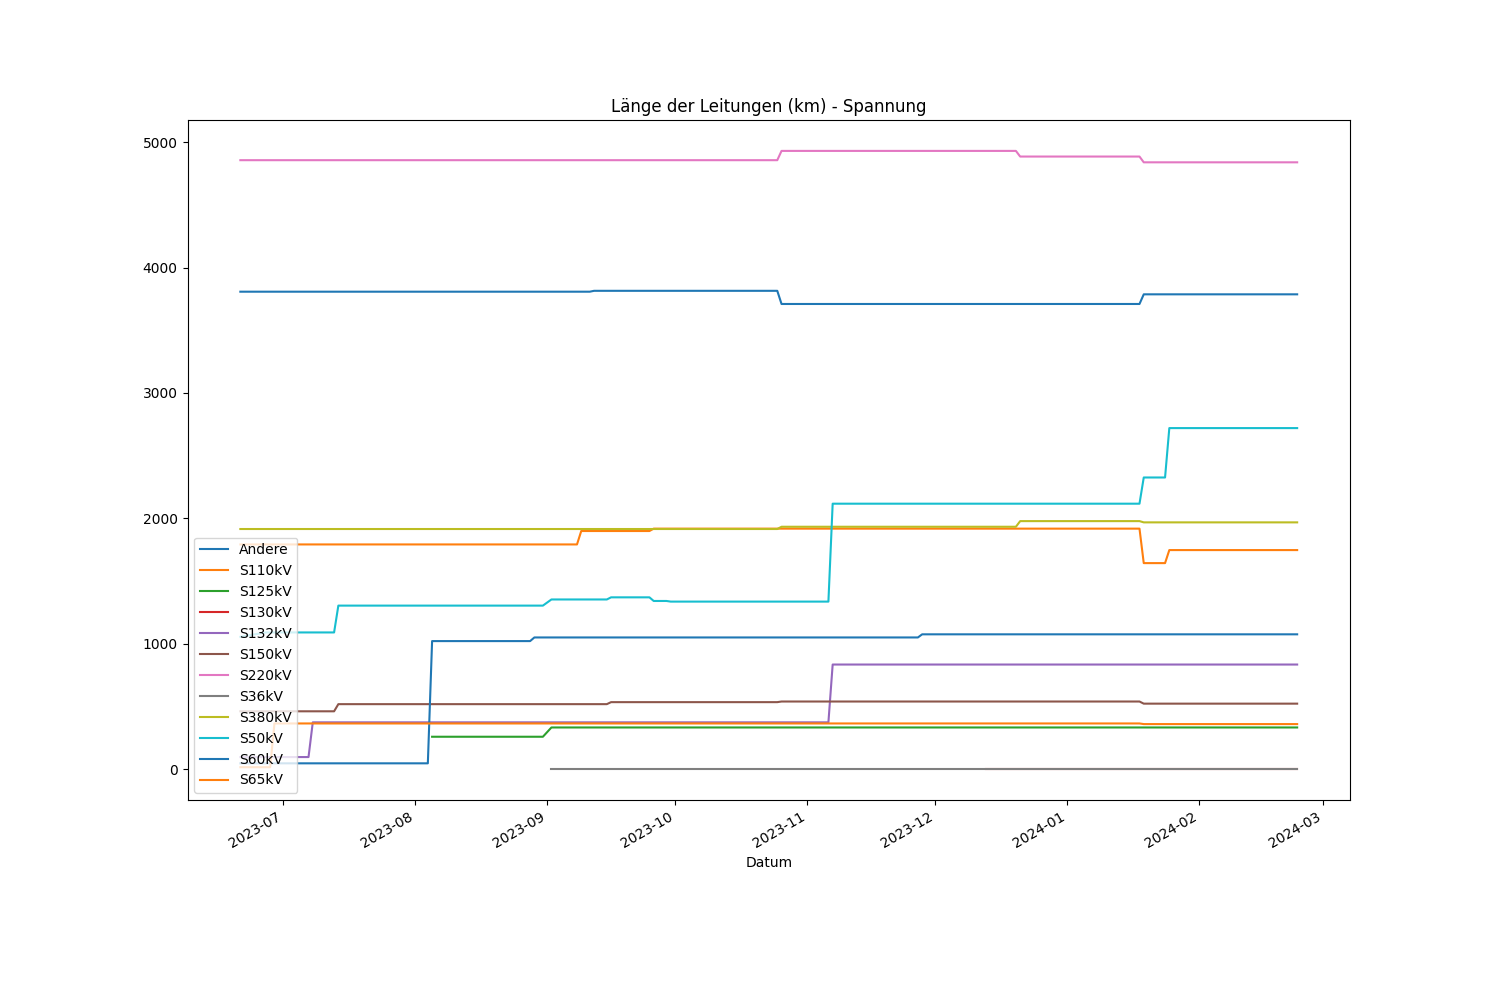 Länge der Leitungen (km) - Spannung
5000
4000
3000
2000
1000
0
Andere
S110kV
S125kV
S130kV
S132kV
S150kV
S220kV
S36kV
S380kV
S50kV
S60kV
S65kV
2023-07
2023-08
2023-09
2023-10
2023-11
2023-12
2024-01
2024-02
2024-03
Datum